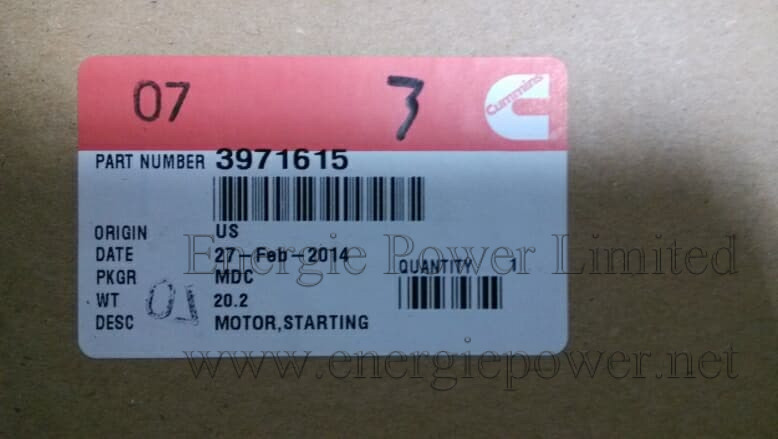 07 3 Cummins
PART NUMBER 3971615
ORIGIN US
DATE 27-Feb-2014
PKGR MDC
WT 20.2
DESC MOTOR,STARTING
QUANTITY 1
01
Energie Power Limited
www.energiepower.net